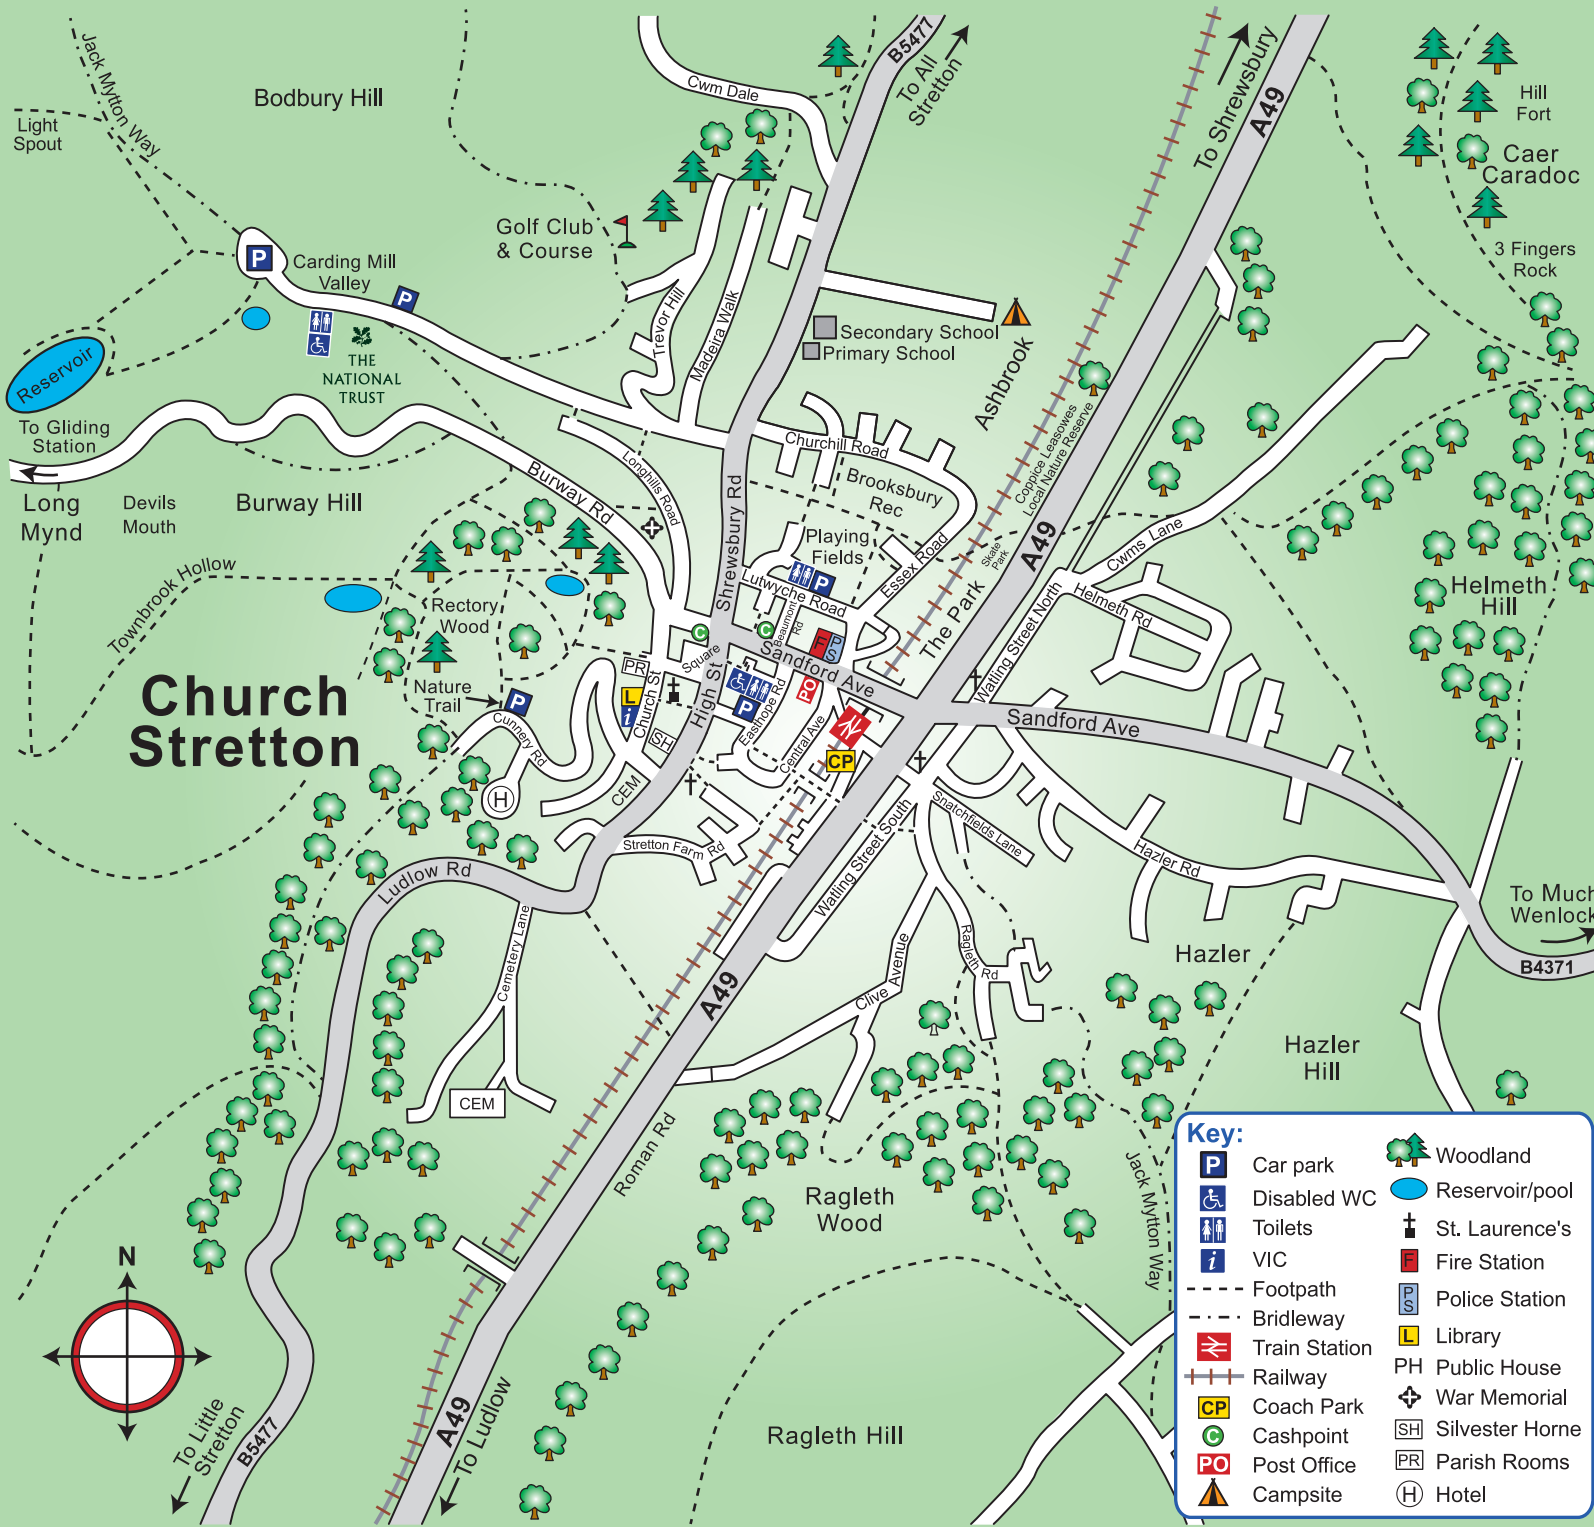 B5477
To All
Stretton
To Shrewsbury
A49
Jack Mytton Way
Light
Spout
Bodbury Hill
Cwm Dale
Hill
Fort
Caer
Caradoc
3 Fingers
Rock
Golf Club
& Course
P
Carding Mill
Valley
P
THE
NATIONAL
TRUST
Reservoir
Trevor Hill
Madeira Walk
Secondary School
Primary School
Ashbrook
Coppice Leasowes
Local Nature Reserve
To Gliding
Station
Long
Mynd
Devils
Mouth
Burway Hill
Burway Rd
Longhills Road
Shrewsbury Rd
Churchill Road
Brooksbury
Rec
Playing
Fields
P
Lutwyche Road
Essex Road
Skate
Park
The Park
A49
Cwms Lane
Helmeth Rd
Watling Street North
Helmeth
Hill
Townbrook Hollow
Rectory
Wood
Nature
Trail
P
Cunnery Rd
H
Church
Stretton
C
C
Beaumont
Rd
F
PS
Sandford Ave
Square
PR
L
i
Church St
High St
SH
CEM
P
Easthope Rd
PO
Central Ave
CP
Sandford Ave
Stretton Farm Rd
Watling Street South
Snatchfields Lane
Hazler Rd
Ludlow Rd
Cemetery Lane
CEM
A49
Clive Avenue
Ragleth Rd
Hazler
Hazler
Hill
To Much
Wenlock
B4371
Roman Rd
Ragleth
Wood
Jack Mytton Way
Ragleth Hill
N
To Little
Stretton
B5477
A49
To Ludlow
Key:
P Car park
Disabled WC
Toilets
i VIC
Footpath
Bridleway
Train Station
Railway
CP Coach Park
C Cashpoint
PO Post Office
Campsite
Woodland
Reservoir/pool
St. Laurence's
F Fire Station
PS Police Station
L Library
PH Public House
War Memorial
SH Silvester Horne
PR Parish Rooms
H Hotel